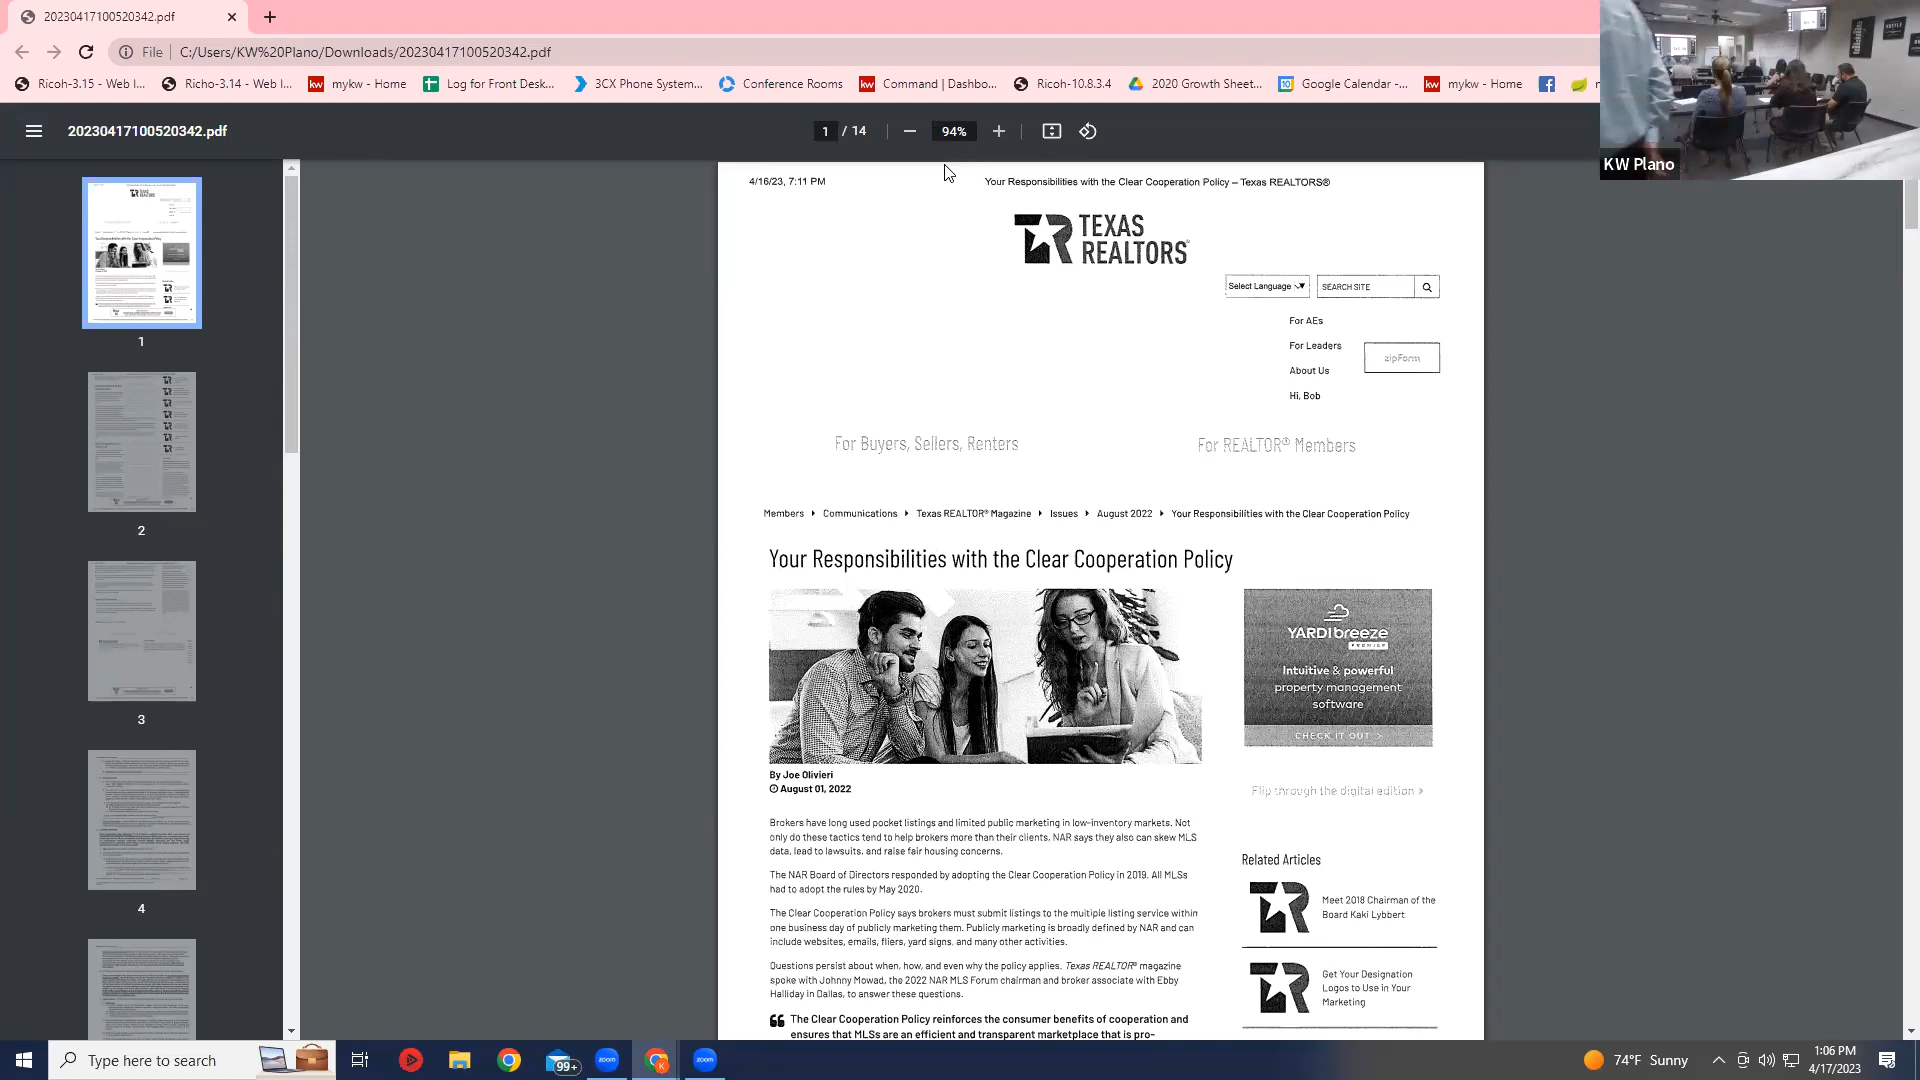 20230417100520342.pdf
File
C:/Users/KW%20Plano/Downloads/20230417100520342.pdf
Ricoh-3.15 - Web I...
Richo-3.14 - Web I...
mykw - Home
Log for Front Desk...
3CX Phone System...
Conference Rooms
Command | Dashbo...
Ricoh-10.8.3.4
2020 Growth Sheet...
Google Calendar -...
mykw - Home
KW Plano
20230417100520342.pdf
1 / 14
94%
1
2
3
4
4/16/23, 7:11 PM
Your Responsibilities with the Clear Cooperation Policy – Texas REALTORS®
TEXAS
REALTORS®
Select Language
SEARCH SITE
For AEs
For Leaders
zipForm
About Us
Hi, Bob
For Buyers, Sellers, Renters
For REALTOR® Members
Members
Communications
Texas REALTOR® Magazine
Issues
August 2022
Your Responsibilities with the Clear Cooperation Policy
Your Responsibilities with the Clear Cooperation Policy
YARDI breeze
PREMIER
Intuitive & powerful
property management
software
CHECK IT OUT >
By Joe Olivieri
August 01, 2022
Flip through the digital edition »
Brokers have long used pocket listings and limited public marketing in low-inventory markets. Not
only do these tactics tend to help brokers more than their clients, NAR says they also can skew MLS
data, lead to lawsuits, and raise fair housing concerns.
The NAR Board of Directors responded by adopting the Clear Cooperation Policy in 2019. All MLSs
had to adopt the rules by May 2020.
The Clear Cooperation Policy says brokers must submit listings to the multiple listing service within
one business day of publicly marketing them. Publicly marketing is broadly defined by NAR and can
include websites, emails, fliers, yard signs, and many other activities.
Questions persist about when, how, and even why the policy applies. Texas REALTOR® magazine
spoke with Johnny Mowad, the 2022 NAR MLS Forum chairman and broker associate with Ebby
Halliday in Dallas, to answer these questions.
The Clear Cooperation Policy reinforces the consumer benefits of cooperation and
ensures that MLSs are an efficient and transparent marketplace that is pro-
Related Articles
Meet 2018 Chairman of the
Board Kaki Lybbert
Get Your Designation
Logos to Use in Your
Marketing
Type here to search
99+
zoom
zoom
74°F Sunny
1:06 PM
4/17/2023